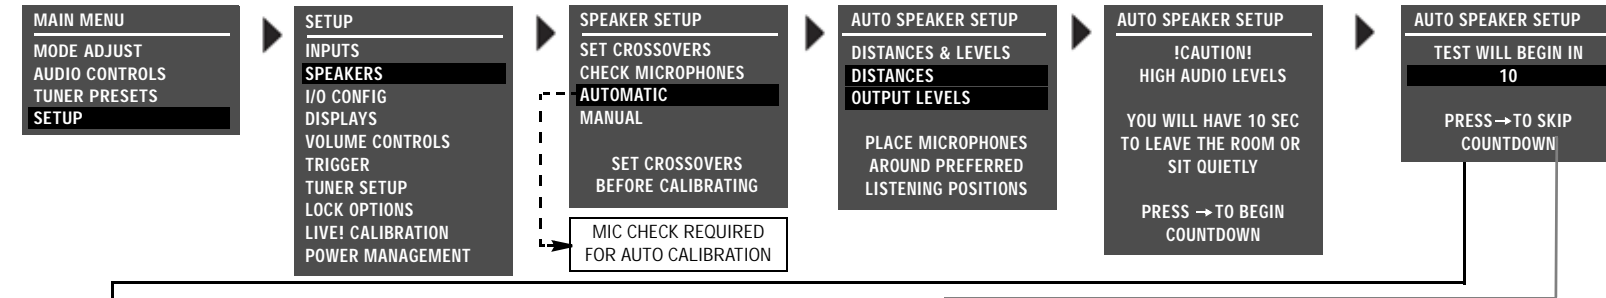 MAIN MENU
MODE ADJUST
AUDIO CONTROLS
TUNER PRESETS
SETUP
SETUP
INPUTS
SPEAKERS
I/O CONFIG
DISPLAYS
VOLUME CONTROLS
TRIGGER
TUNER SETUP
LOCK OPTIONS
LIVE! CALIBRATION
POWER MANAGEMENT
SPEAKER SETUP
SET CROSSOVERS
CHECK MICROPHONES
AUTOMATIC
MANUAL
SET CROSSOVERS
BEFORE CALIBRATING
MIC CHECK REQUIRED
FOR AUTO CALIBRATION
AUTO SPEAKER SETUP
DISTANCES & LEVELS
DISTANCES
OUTPUT LEVELS
PLACE MICROPHONES
AROUND PREFERRED
LISTENING POSITIONS
AUTO SPEAKER SETUP
!CAUTION!
HIGH AUDIO LEVELS
YOU WILL HAVE 10 SEC
TO LEAVE THE ROOM OR
SIT QUIETLY
PRESS → TO BEGIN
COUNTDOWN
AUTO SPEAKER SETUP
TEST WILL BEGIN IN
10
PRESS → TO SKIP
COUNTDOWN